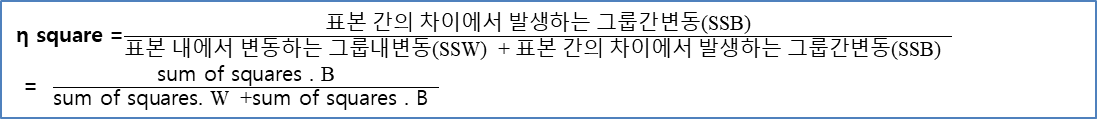 표본 간의 차이에서 발생하는 그룹간변동(SSB)
η square =
표본 내에서 변동하는 그룹내변동(SSW) + 표본 간의 차이에서 발생하는 그룹간변동(SSB)
sum of squares . B
=
sum of squares. W +sum of squares . B